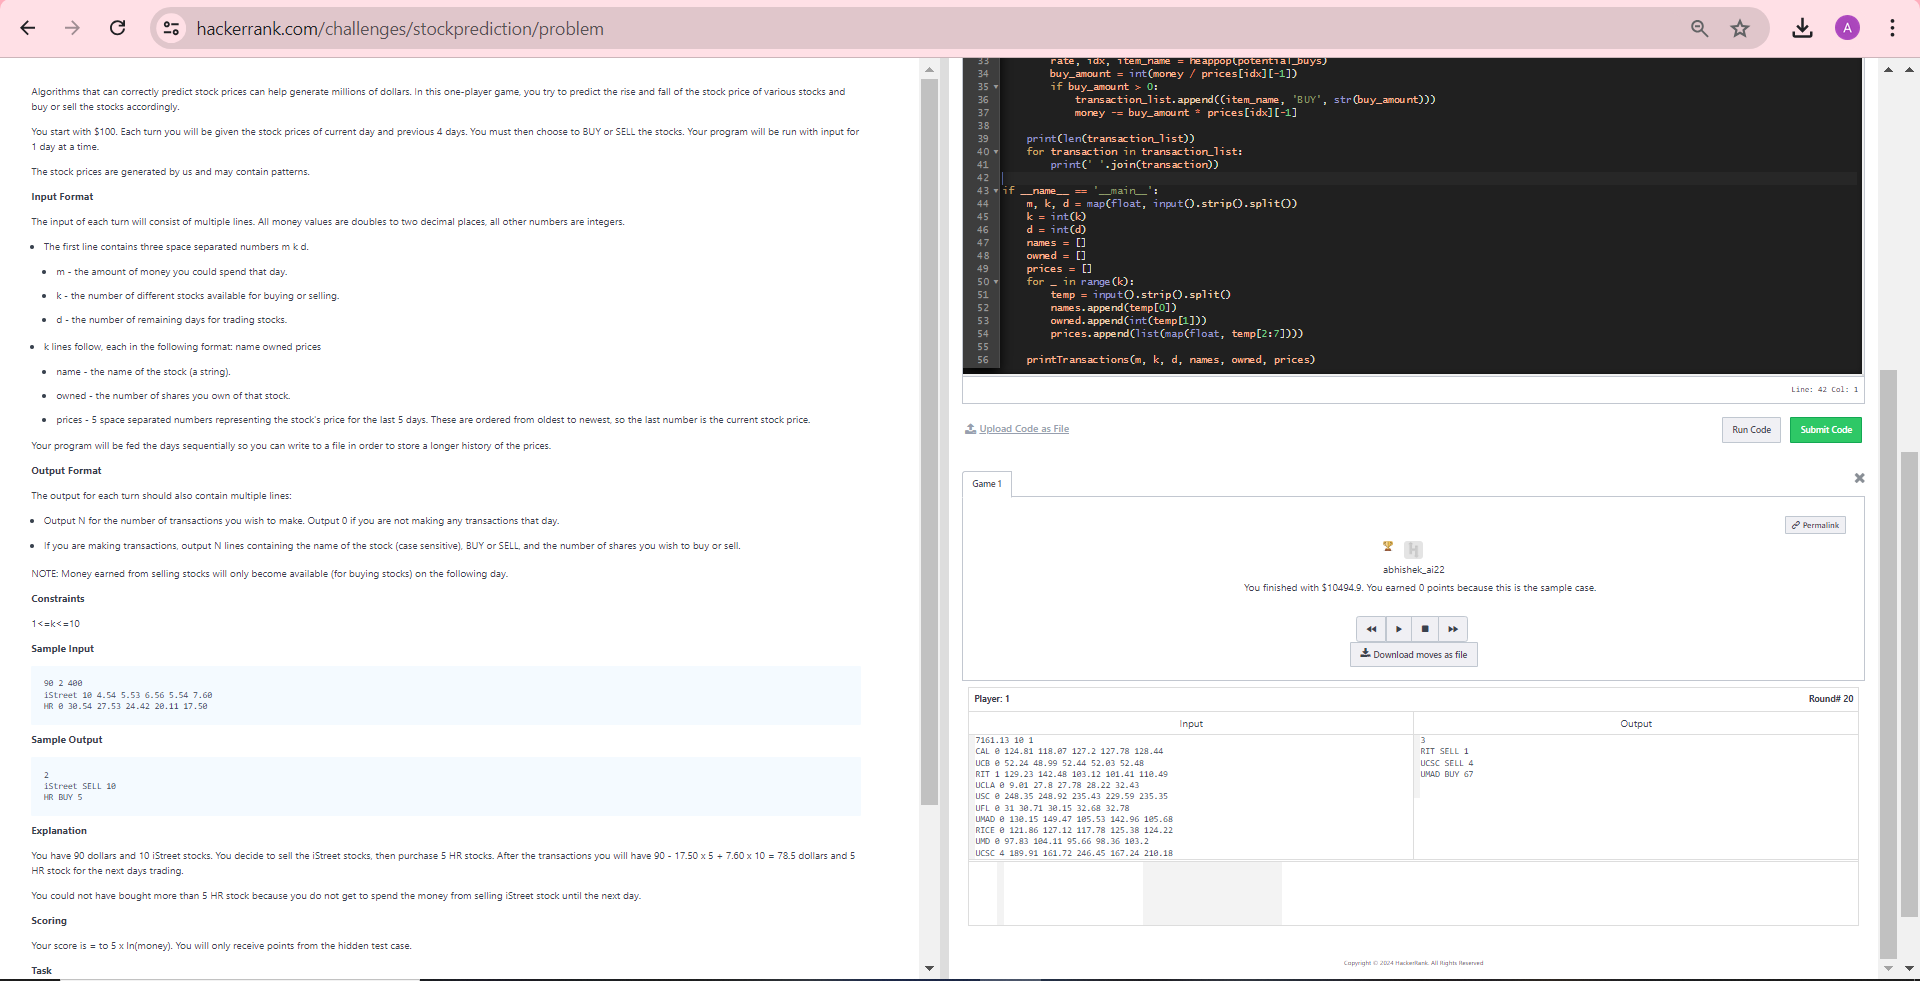 hackerrank.com/challenges/stockprediction/problem
A
Algorithms that can correctly predict stock prices can help generate millions of dollars. In this one-player game, you try to predict the rise and fall of the stock price of various stocks and
buy or sell the stocks accordingly.
You start with $100. Each turn you will be given the stock prices of current day and previous 4 days. You must then choose to BUY or SELL the stocks. Your program will be run with input for
1 day at a time.
The stock prices are generated by us and may contain patterns.
Input Format
The input of each turn will consist of multiple lines. All money values are doubles to two decimal places, all other numbers are integers.
• The first line contains three space separated numbers m k d.
• m - the amount of money you could spend that day.
• k - the number of different stocks available for buying or selling.
• d - the number of remaining days for trading stocks.
• k lines follow, each in the following format: name owned prices
• name - the name of the stock (a string).
• owned - the number of shares you own of that stock.
• prices - 5 space separated numbers representing the stock's price for the last 5 days. These are ordered from oldest to newest, so the last number is the current stock price.
Your program will be fed the days sequentially so you can write to a file in order to store a longer history of the prices.
Output Format
The output for each turn should also contain multiple lines:
• Output N for the number of transactions you wish to make. Output 0 if you are not making any transactions that day.
• If you are making transactions, output N lines containing the name of the stock (case sensitive), BUY or SELL, and the number of shares you wish to buy or sell.
NOTE: Money earned from selling stocks will only become available (for buying stocks) on the following day.
Constraints
1<=k<=10
Sample Input
90 2 400
iStreet 10 4.54 5.53 6.56 5.54 7.60
HR 0 30.54 27.53 24.42 20.11 17.50
Sample Output
2
iStreet SELL 10
HR BUY 5
Explanation
You have 90 dollars and 10 iStreet stocks. You decide to sell the iStreet stocks, then purchase 5 HR stocks. After the transactions you will have 90 - 17.50 x 5 + 7.60 x 10 = 78.5 dollars and 5
HR stock for the next days trading.
You could not have bought more than 5 HR stock because you do not get to spend the money from selling iStreet stock until the next day.
Scoring
Your score is = to 5 x ln(money). You will only receive points from the hidden test case.
Task
33 rate, idx, item_name = heappop(potential_buys)
34 buy_amount = int(money / prices[idx][-1])
35 if buy_amount > 0:
36 transaction_list.append((item_name, 'BUY', str(buy_amount)))
37 money -= buy_amount * prices[idx][-1]
38
39 print(len(transaction_list))
40 for transaction in transaction_list:
41 print(' '.join(transaction))
42
43 if __name__ == '__main__':
44 m, k, d = map(float, input().strip().split())
45 k = int(k)
46 d = int(d)
47 names = []
48 owned = []
49 prices = []
50 for _ in range(k):
51 temp = input().strip().split()
52 names.append(temp[0])
53 owned.append(int(temp[1]))
54 prices.append(list(map(float, temp[2:7])))
55
56 printTransactions(m, k, d, names, owned, prices)
Line: 42 Col: 1
Upload Code as File
Run Code
Submit Code
Game 1
Permalink
abhishek_ai22
You finished with $10494.9. You earned 0 points because this is the sample case.
Download moves as file
Player: 1
Round# 20
Input
Output
7161.13 10 1
CAL 0 124.81 118.07 127.2 127.78 128.44
UCB 0 52.24 48.99 52.44 52.03 52.48
RIT 1 129.23 142.48 103.12 101.41 110.49
UCLA 0 9.01 27.8 27.78 28.22 32.43
USC 0 248.35 248.92 235.43 229.59 235.35
UFL 0 31 30.71 30.15 32.68 32.78
UMAD 0 130.15 149.47 105.53 142.96 105.68
RICE 0 121.86 127.12 117.78 125.38 124.22
UMD 0 97.83 104.11 95.66 98.36 103.2
UCSC 4 189.91 161.72 246.45 167.24 210.18
3
RIT SELL 1
UCSC SELL 4
UMAD BUY 67
Copyright © 2024 HackerRank. All Rights Reserved